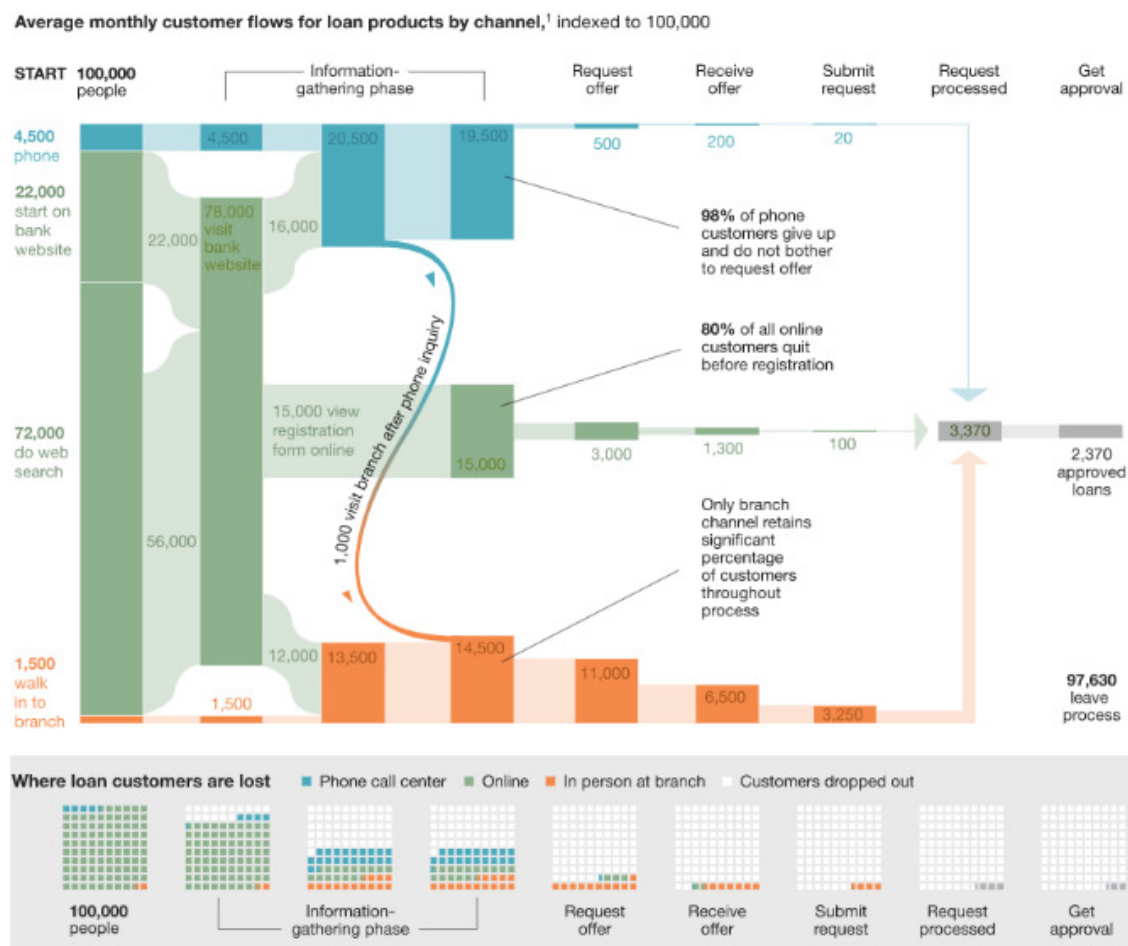 Average monthly customer flows for loan products by channel,¹ indexed to 100,000
START
100,000
people
Information-
gathering phase
Request
offer
Receive
offer
Submit
request
Request
processed
Get
approval
4,500
phone
4,500
20,500
19,500
500
200
20
22,000
start on
bank
website
22,000
78,000
visit
bank
website
16,000
98% of phone
customers give up
and do not bother
to request offer
80% of all online
customers quit
before registration
1,000 visit branch after phone inquiry
72,000
do web
search
15,000 view
registration
form online
15,000
3,000
1,300
100
3,370
2,370
approved
loans
56,000
Only branch
channel retains
significant
percentage
of customers
throughout
process
12,000
1,500
walk
in to
branch
1,500
13,500
14,500
11,000
6,500
3,250
97,630
leave
process
Where loan customers are lost
Phone call center
Online
In person at branch
Customers dropped out
100,000
people
Information-
gathering phase
Request
offer
Receive
offer
Submit
request
Request
processed
Get
approval